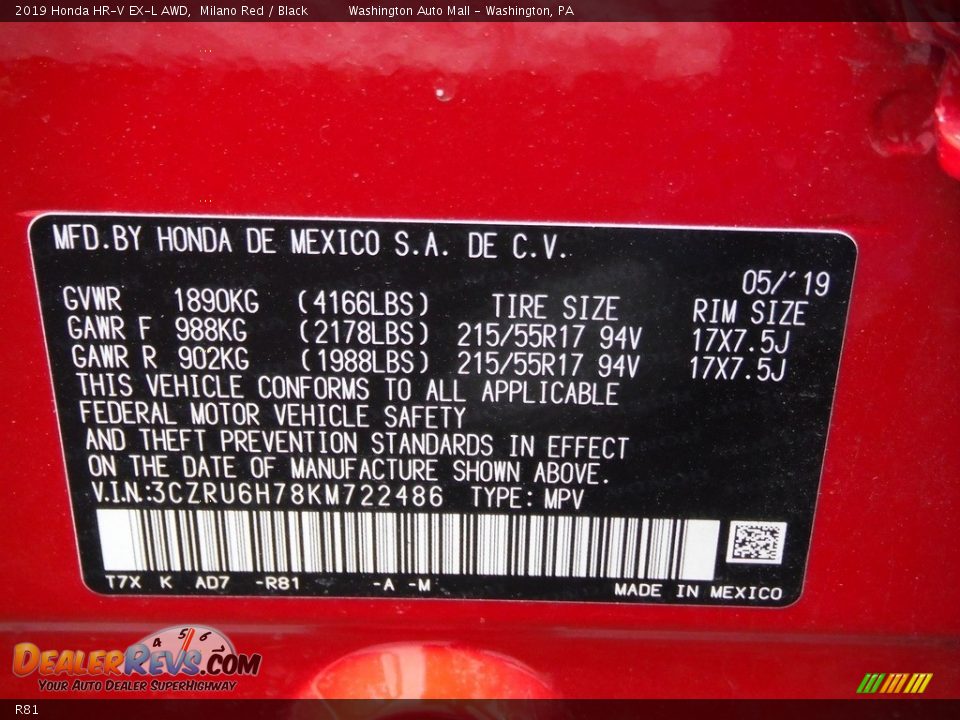 2019 Honda HR-V EX-L AWD, Milano Red / Black Washington Auto Mall - Washington, PA
MFD.BY HONDA DE MEXICO S.A. DE C.V.
05/'19
GVWR 1890KG (4166LBS) TIRE SIZE RIM SIZE
GAWR F 988KG (2178LBS) 215/55R17 94V 17X7.5J
GAWR R 902KG (1988LBS) 215/55R17 94V 17X7.5J
THIS VEHICLE CONFORMS TO ALL APPLICABLE
FEDERAL MOTOR VEHICLE SAFETY
AND THEFT PREVENTION STANDARDS IN EFFECT
ON THE DATE OF MANUFACTURE SHOWN ABOVE.
V.I.N.:3CZRU6H78KM722486 TYPE: MPV
T7X K AD7 -R81 -A -M MADE IN MEXICO
4 5 6
DEALERREVS.COM
YOUR AUTO DEALER SUPERHIGHWAY
R81